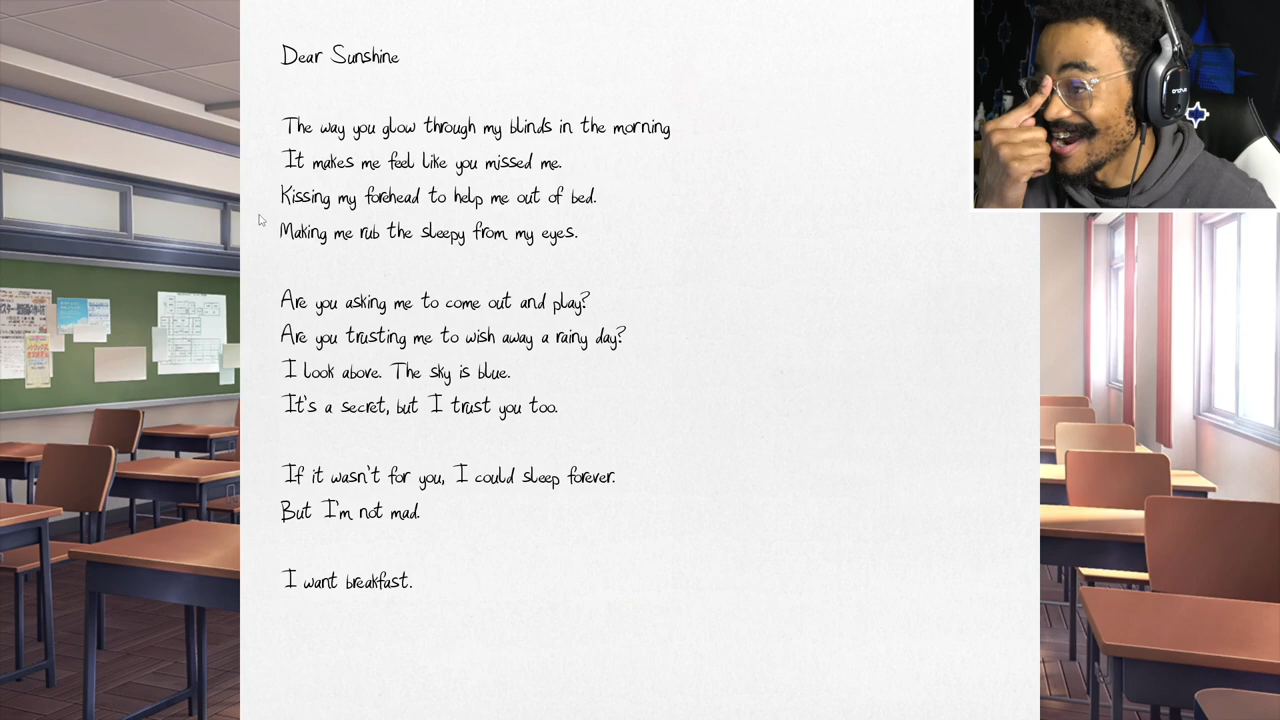 Dear Sunshine
The way you glow through my blinds in the morning
It makes me feel like you missed me.
Kissing my forehead to help me out of bed.
Making me rub the sleepy from my eyes.
Are you asking me to come out and play?
Are you trusting me to wish away a rainy day?
I look above. The sky is blue.
It's a secret, but I trust you too.
If it wasn't for you, I could sleep forever.
But I'm not mad.
I want breakfast.